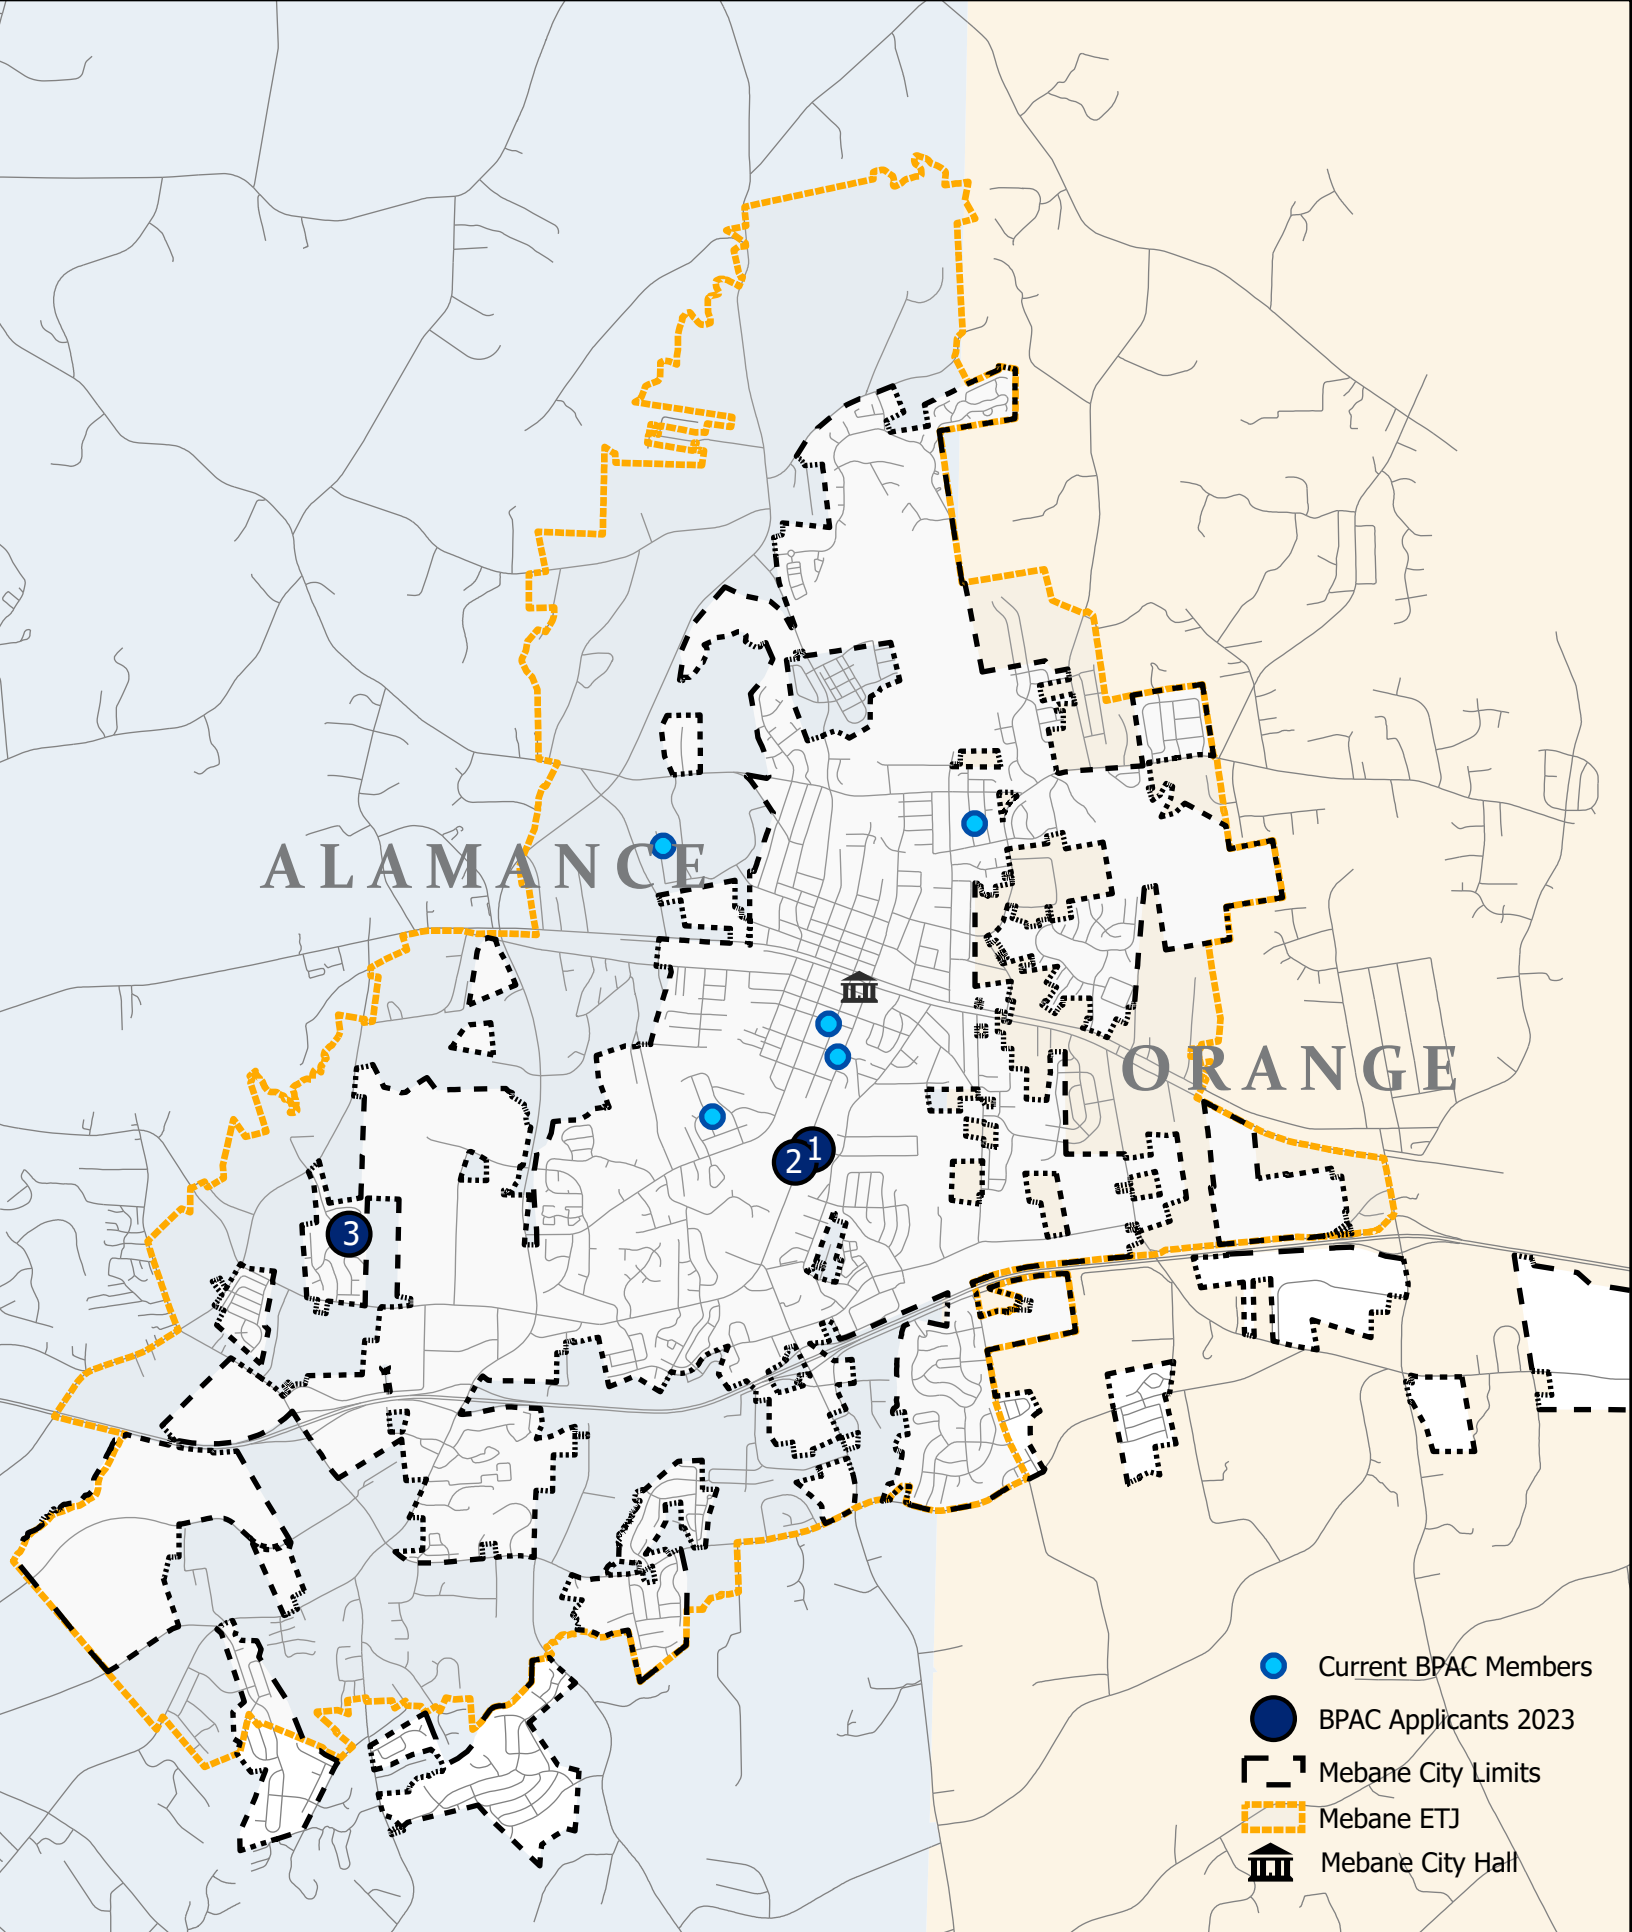 ALAMANCE
ORANGE
1
2
3
Current BPAC Members
BPAC Applicants 2023
Mebane City Limits
Mebane ETJ
Mebane City Hall